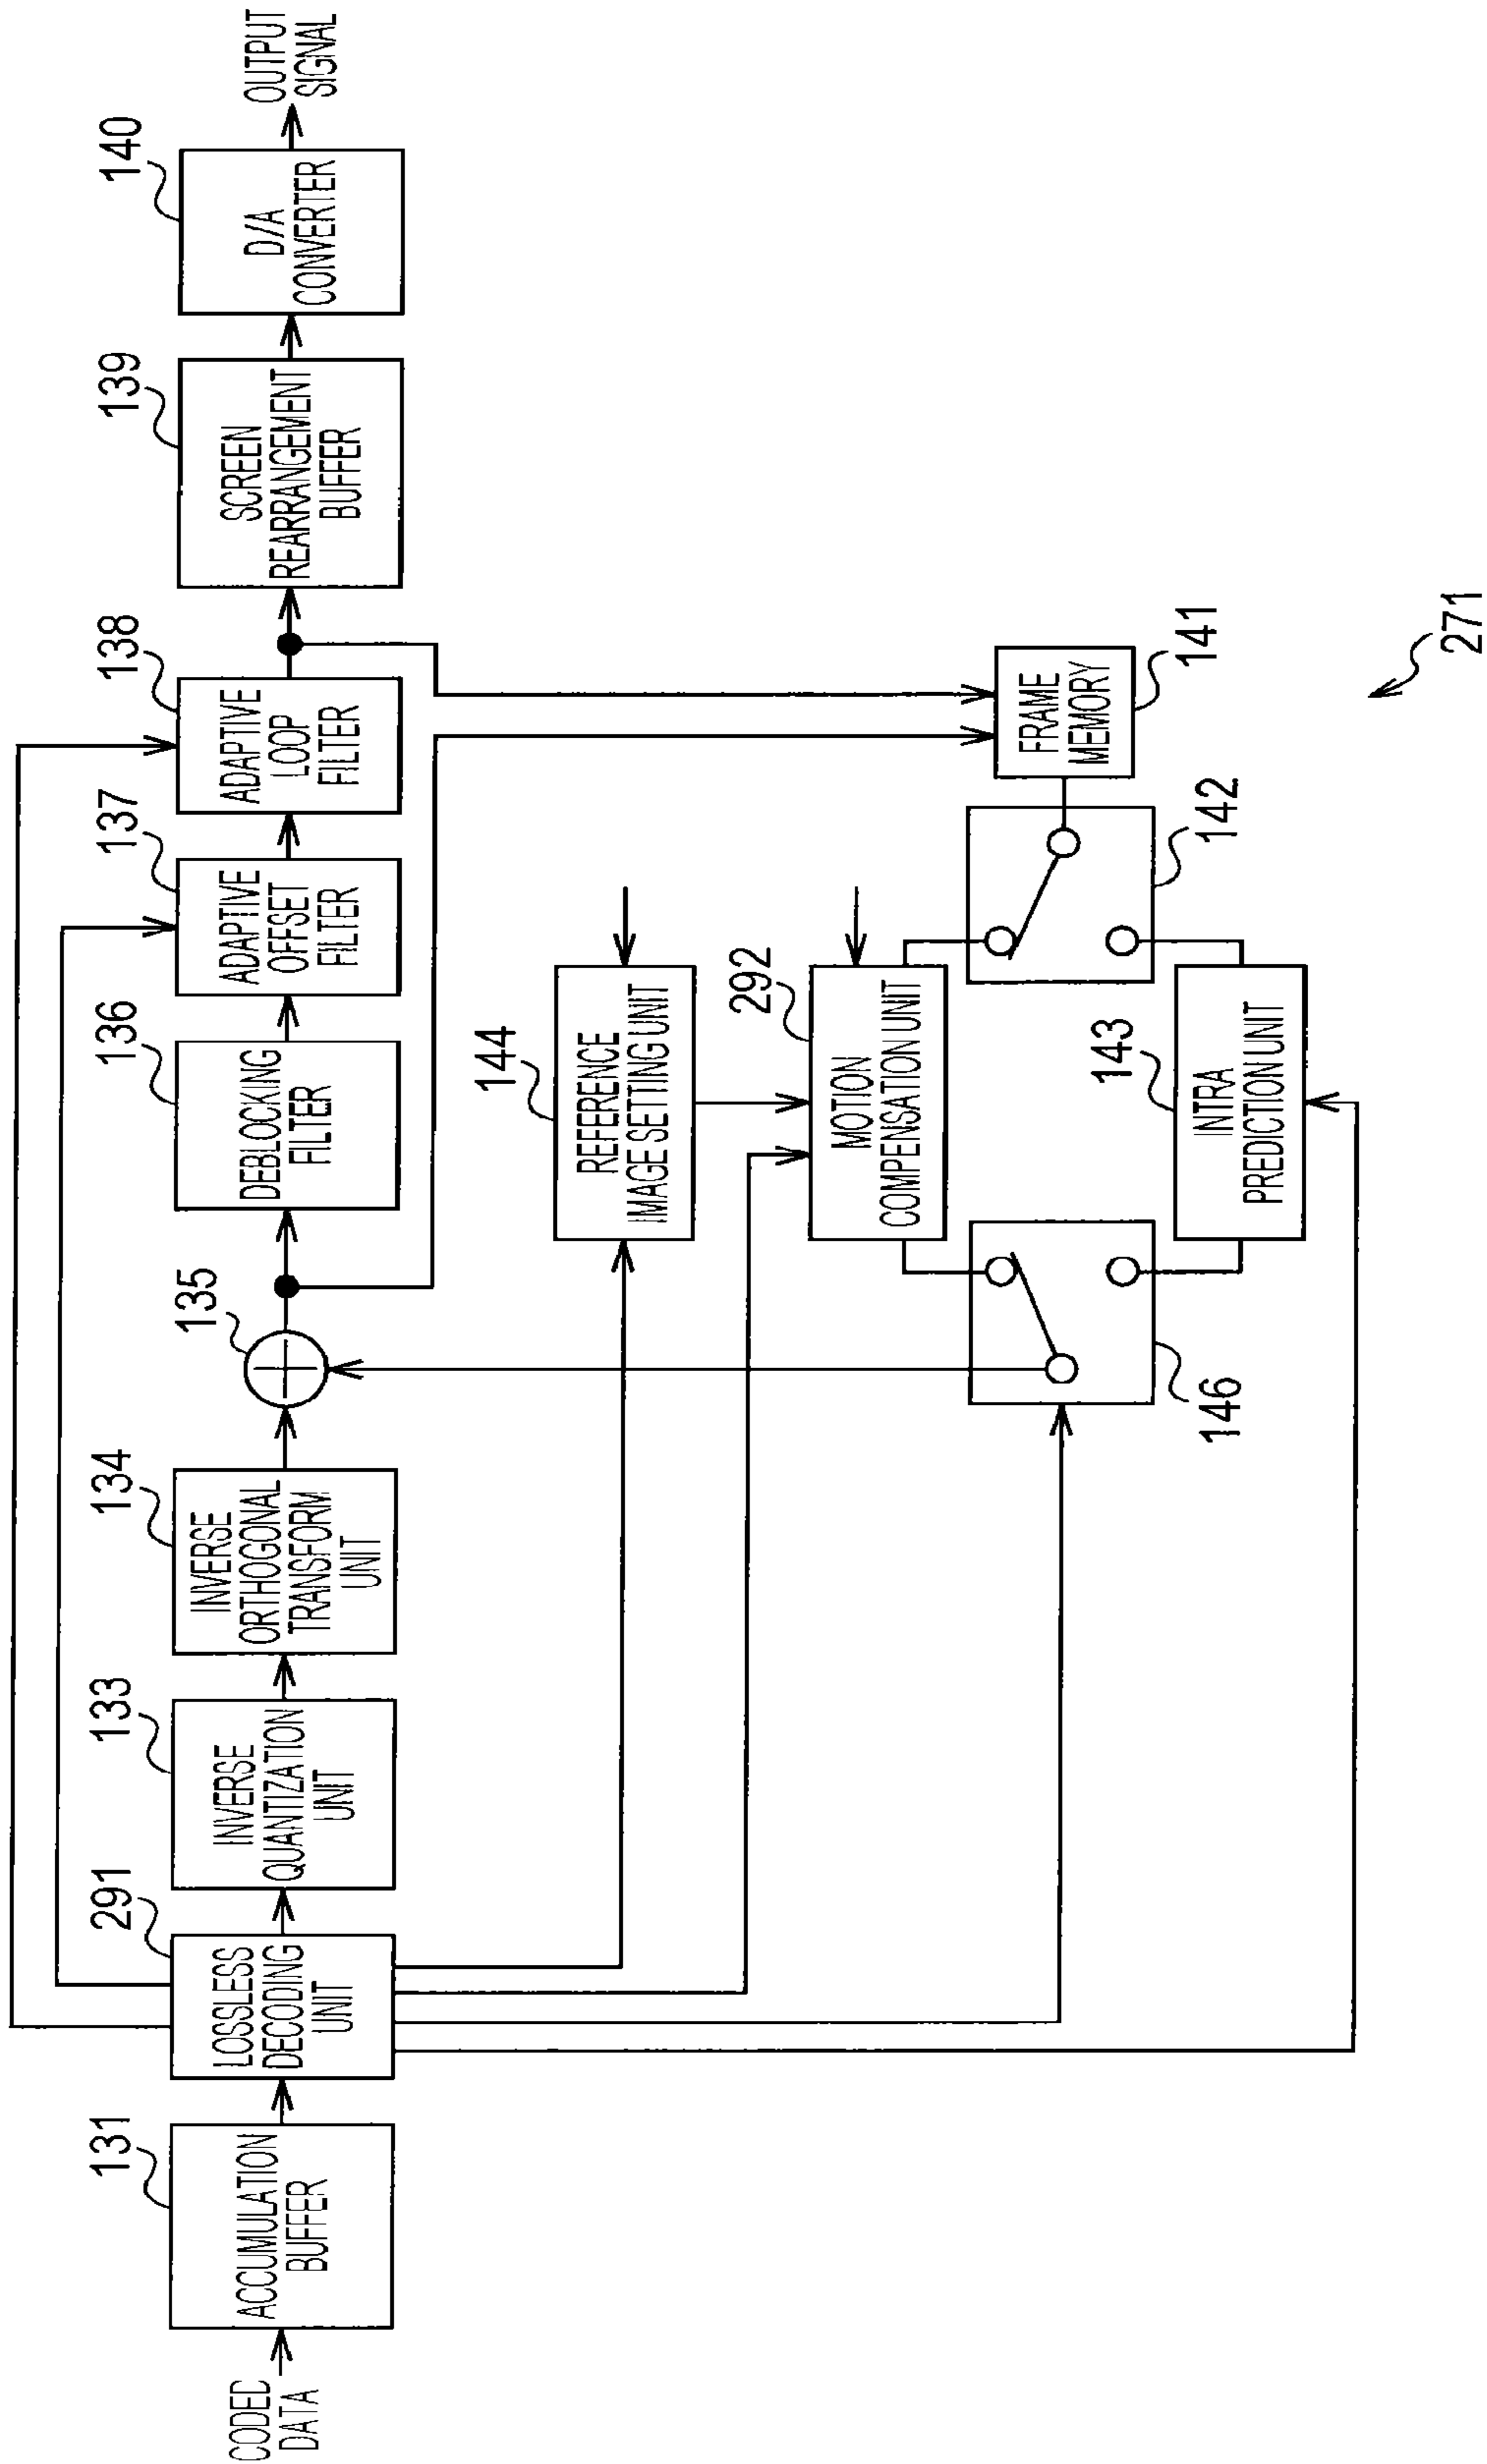 CODED
DATA
131
ACCUMULATION
BUFFER
291
LOSSLESS
DECODING
UNIT
133
INVERSE
QUANTIZATION
UNIT
134
INVERSE
ORTHOGONAL
TRANSFORM
UNIT
135
136
DEBLOCKING
FILTER
137
ADAPTIVE
OFFSET
FILTER
138
ADAPTIVE
LOOP
FILTER
139
SCREEN
REARRANGEMENT
BUFFER
140
D/A
CONVERTER
OUTPUT
SIGNAL
144
REFERENCE
IMAGE SETTING UNIT
292
MOTION
COMPENSATION UNIT
FRAME
MEMORY
141
142
146
143
INTRA
PREDICTION UNIT
271